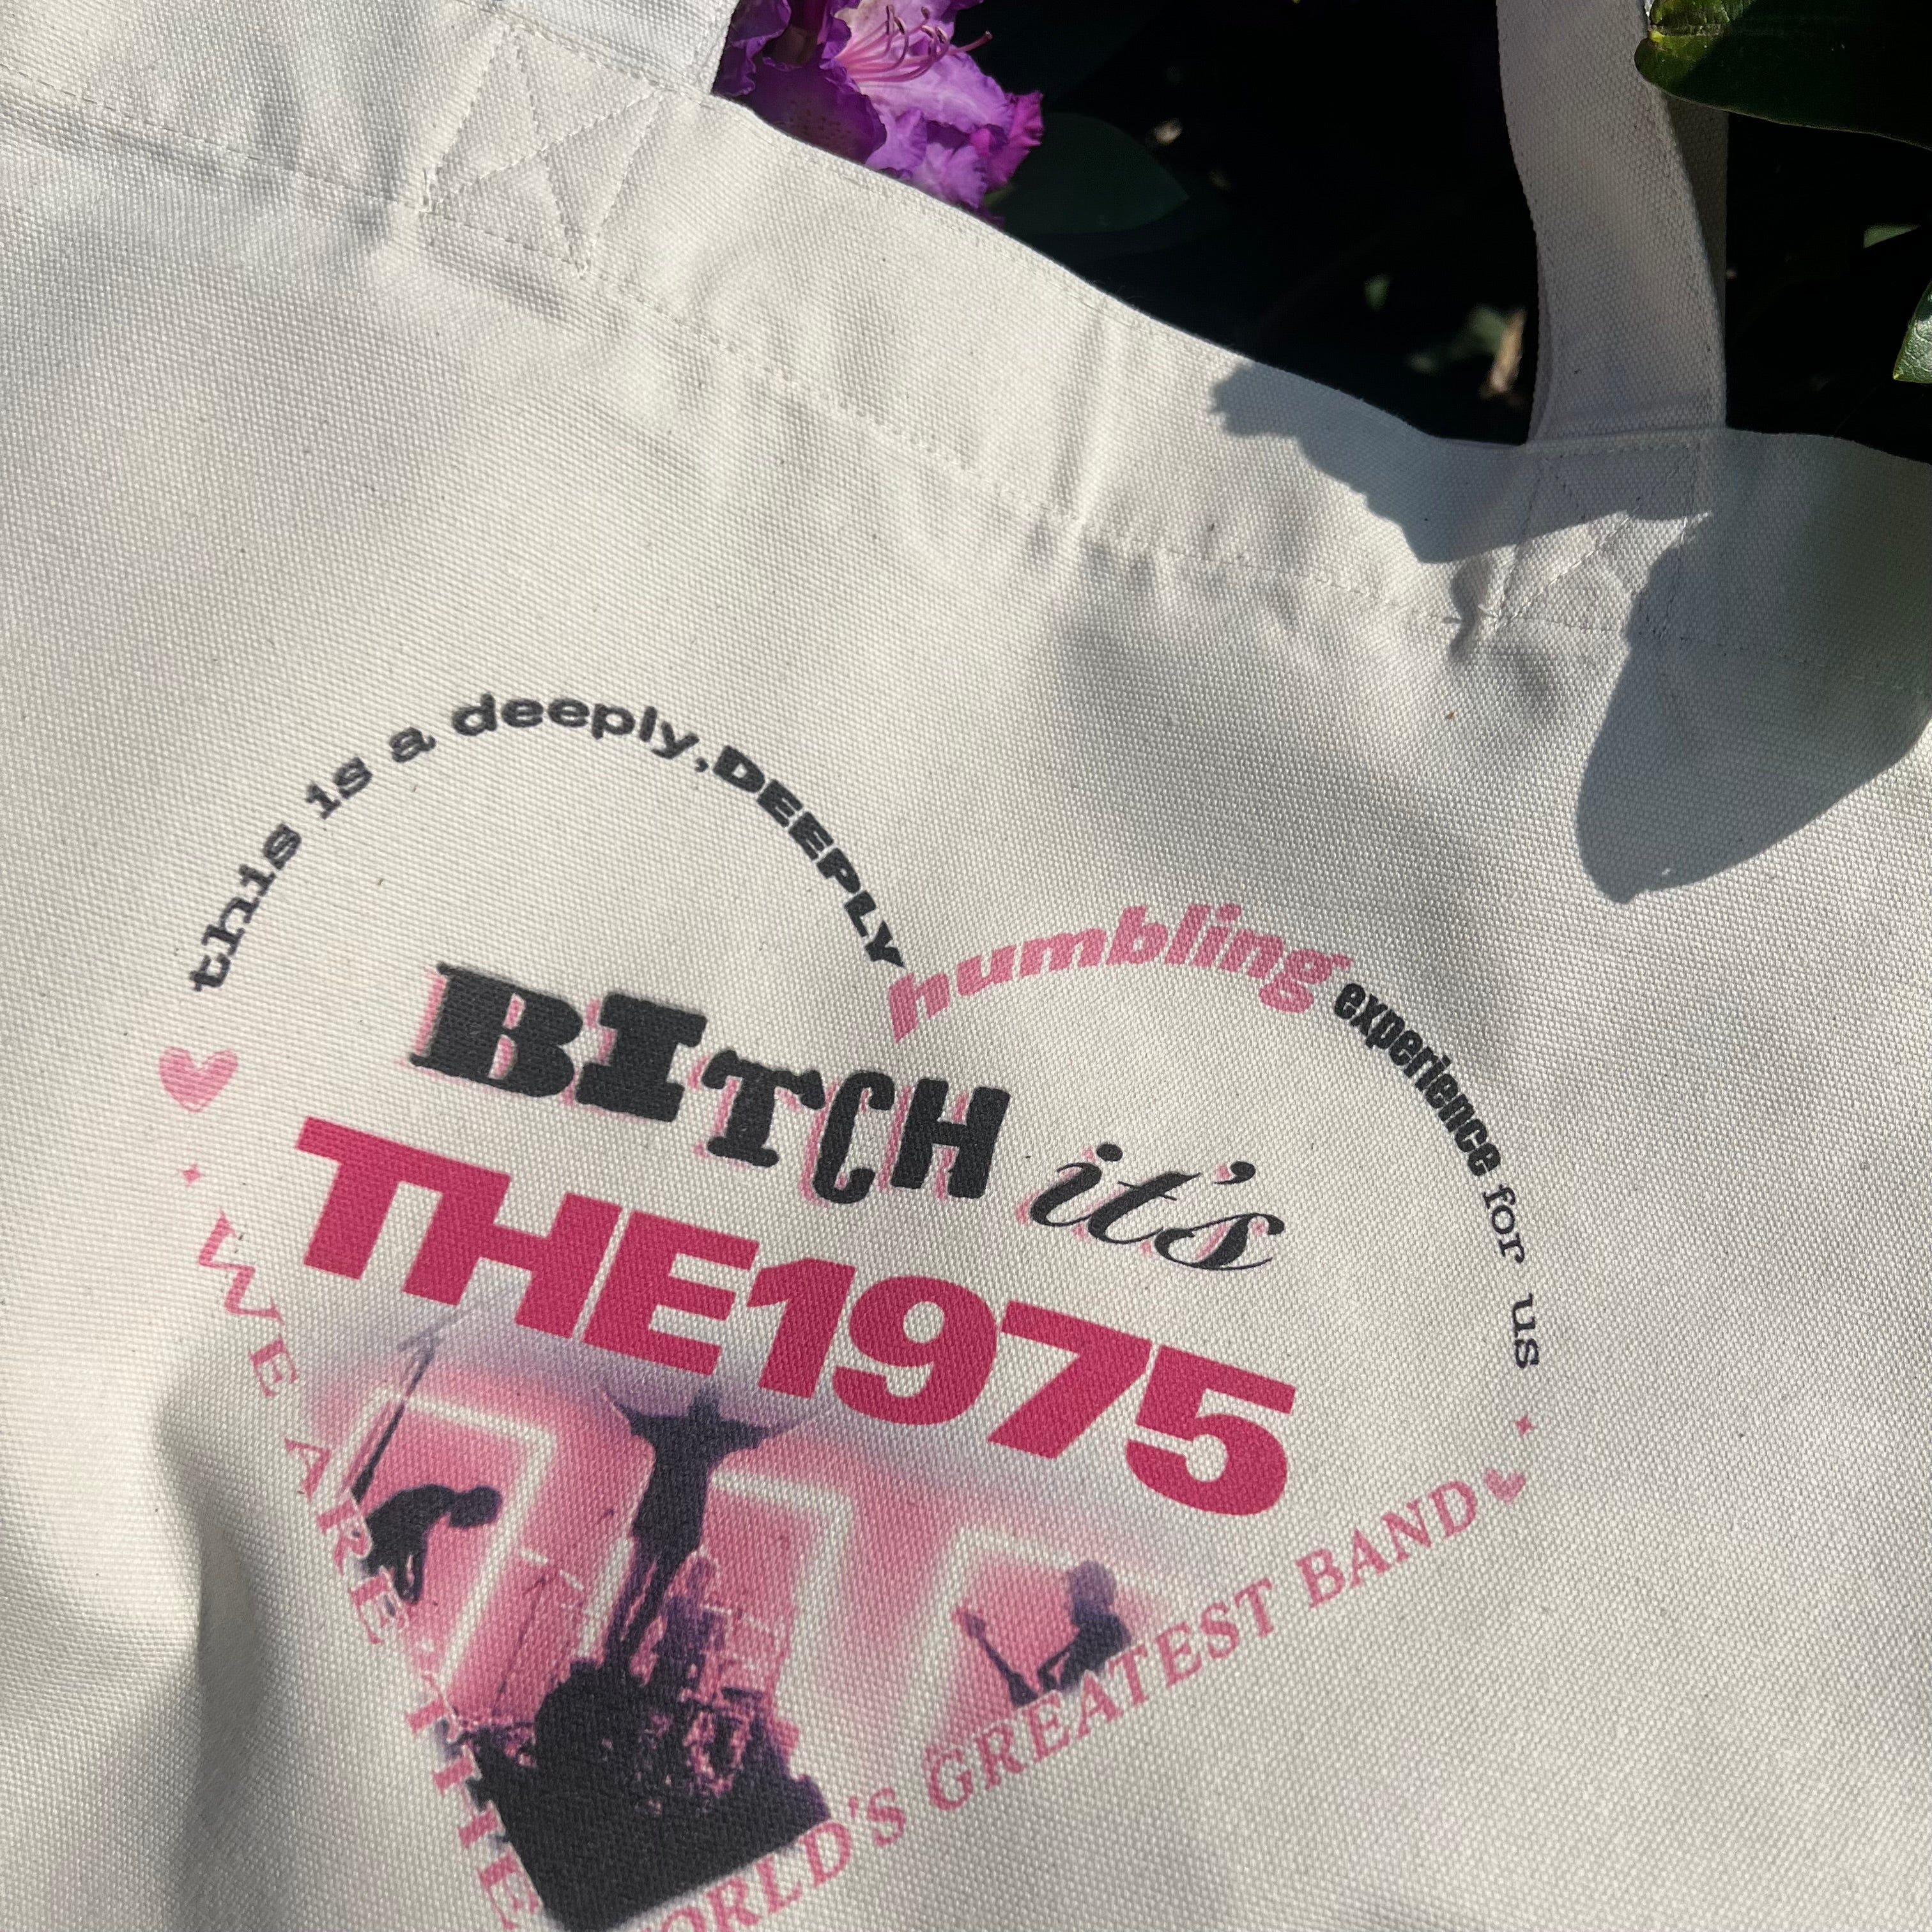 this is a deeply,DEEPLY
humbling experience for us
BITCH it's
THE1975
WE ARE THE
WORLD'S GREATEST BAND